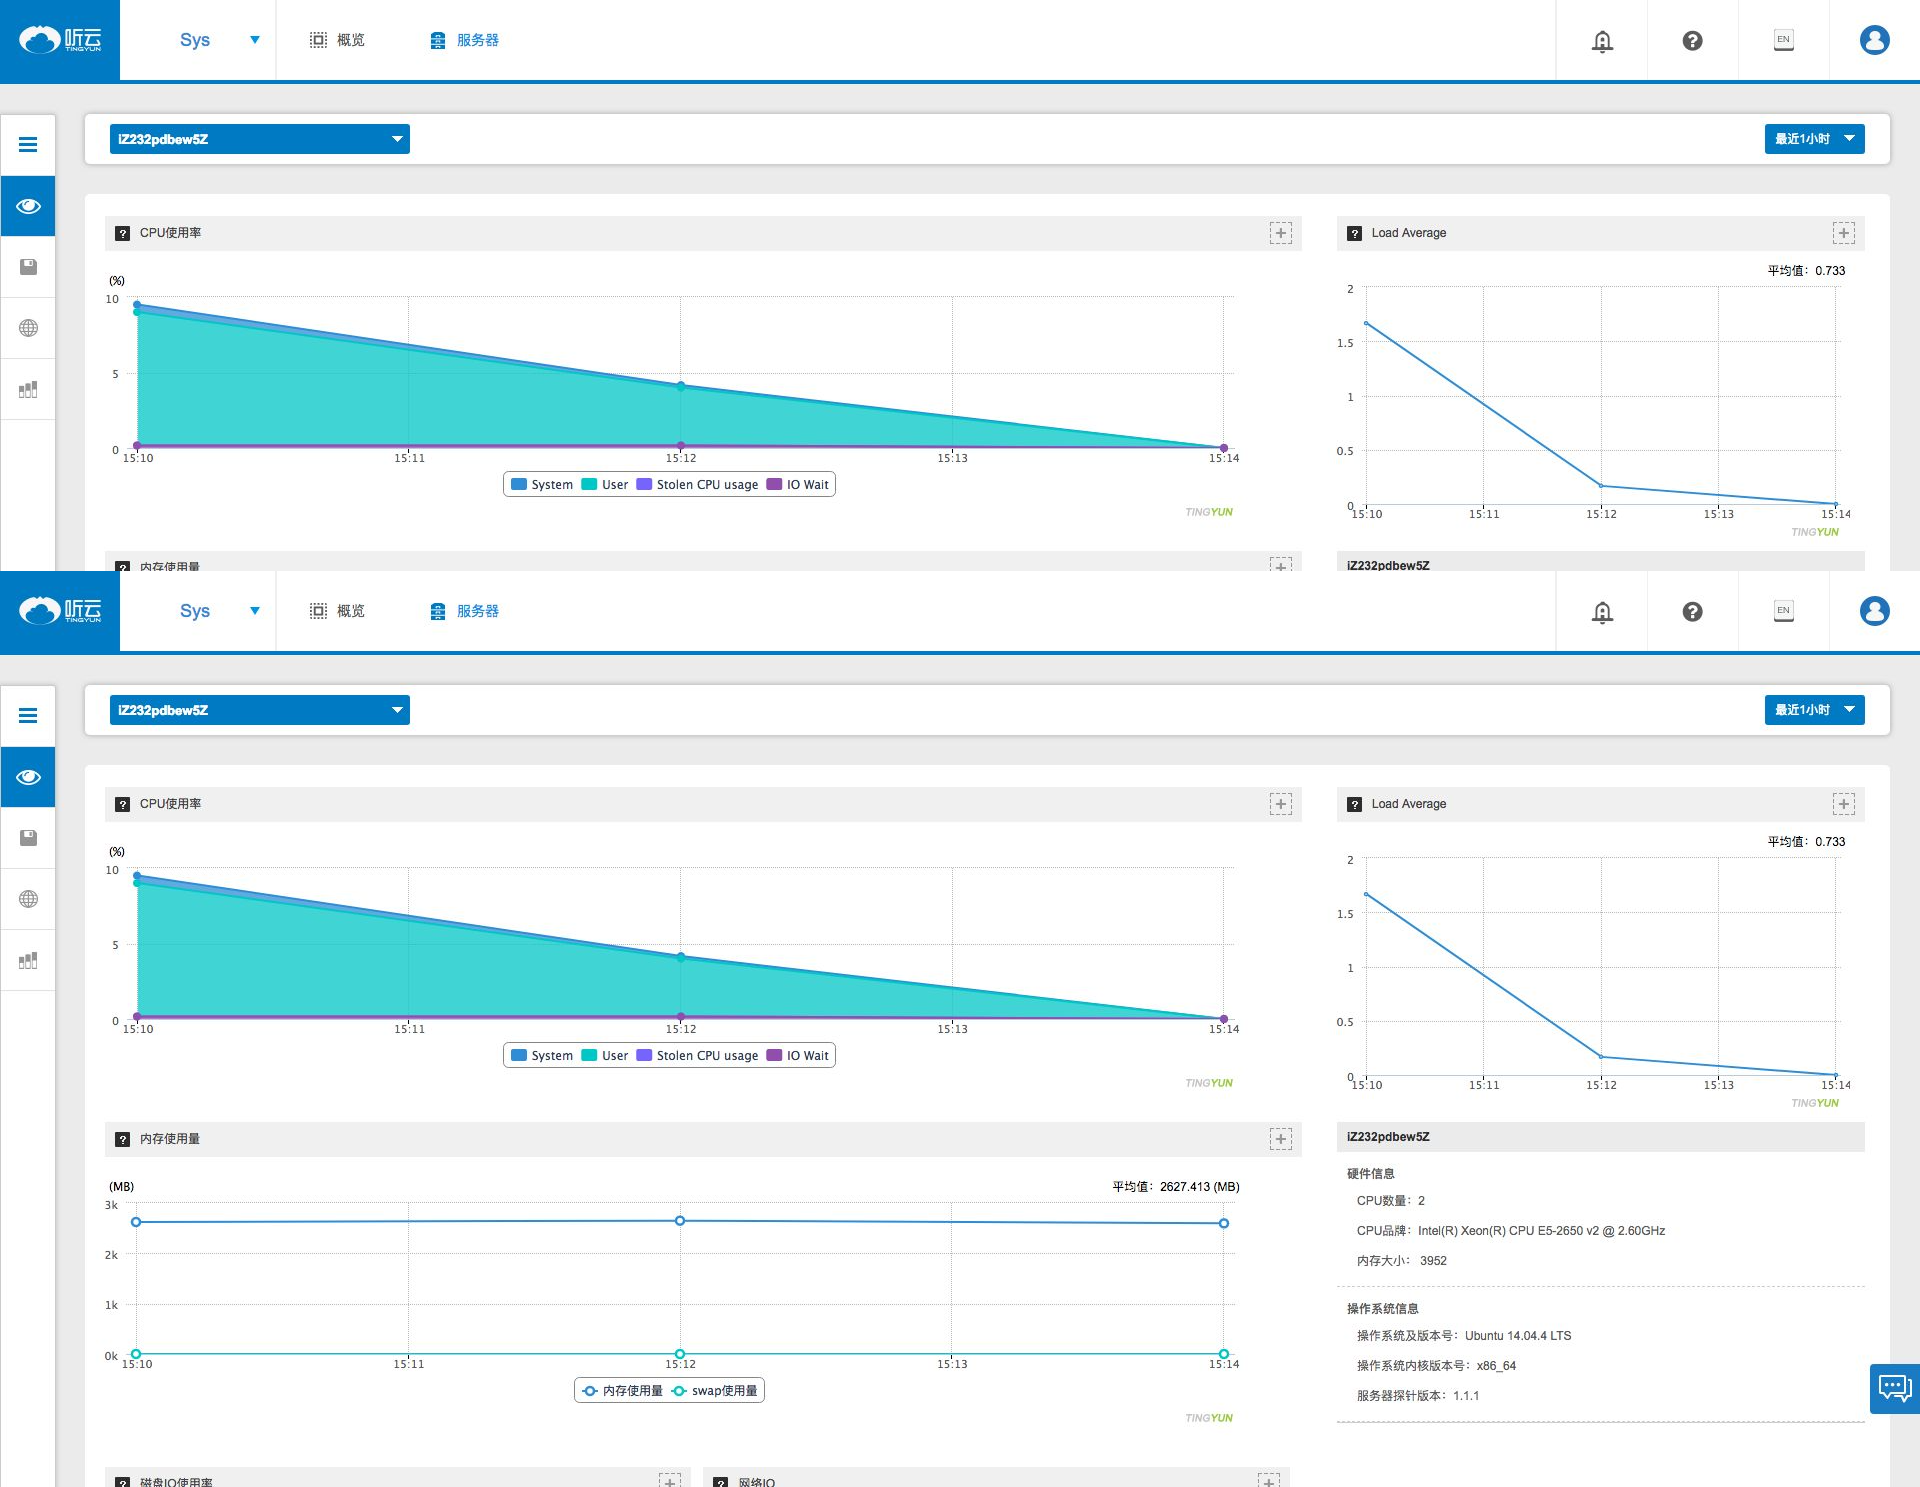 听云
TINGYUN
Sys
概览
服务器
EN
iZ232pdbew5Z
最近1小时
CPU使用率
(%)
10
5
0
15:10
15:11
15:12
15:13
15:14
System
User
Stolen CPU usage
IO Wait
TINGYUN
Load Average
平均值：0.733
2
1.5
1
0.5
0
15:10
15:11
15:12
15:13
15:14
TINGYUN
内存使用量
iZ232pdbew5Z
听云
TINGYUN
Sys
概览
服务器
EN
iZ232pdbew5Z
最近1小时
CPU使用率
(%)
10
5
0
15:10
15:11
15:12
15:13
15:14
System
User
Stolen CPU usage
IO Wait
TINGYUN
Load Average
平均值：0.733
2
1.5
1
0.5
0
15:10
15:11
15:12
15:13
15:14
TINGYUN
内存使用量
(MB)
平均值：2627.413 (MB)
3k
2k
1k
0k
15:10
15:11
15:12
15:13
15:14
内存使用量
swap使用量
TINGYUN
iZ232pdbew5Z
硬件信息
CPU数量：2
CPU品牌：Intel(R) Xeon(R) CPU E5-2650 v2 @ 2.60GHz
内存大小： 3952
操作系统信息
操作系统及版本号：Ubuntu 14.04.4 LTS
操作系统内核版本号：x86_64
服务器探针版本：1.1.1
磁盘IO使用率
网络IO